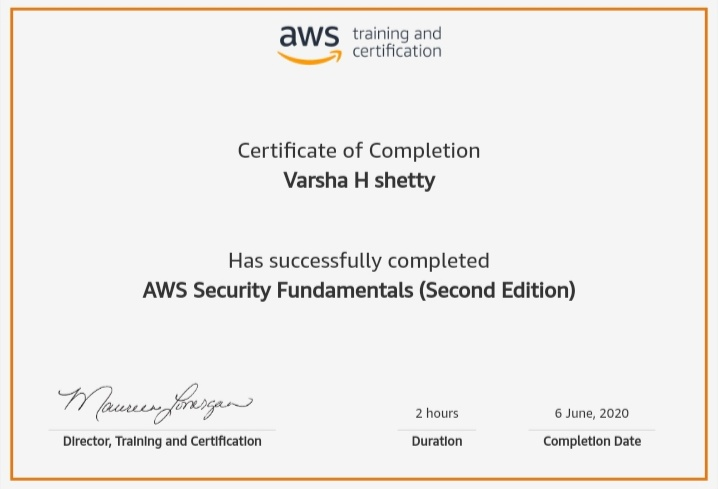 aws training and
certification
Certificate of Completion
Varsha H shetty
Has successfully completed
AWS Security Fundamentals (Second Edition)
Maureen Lonergan
2 hours
6 June, 2020
Director, Training and Certification
Duration
Completion Date